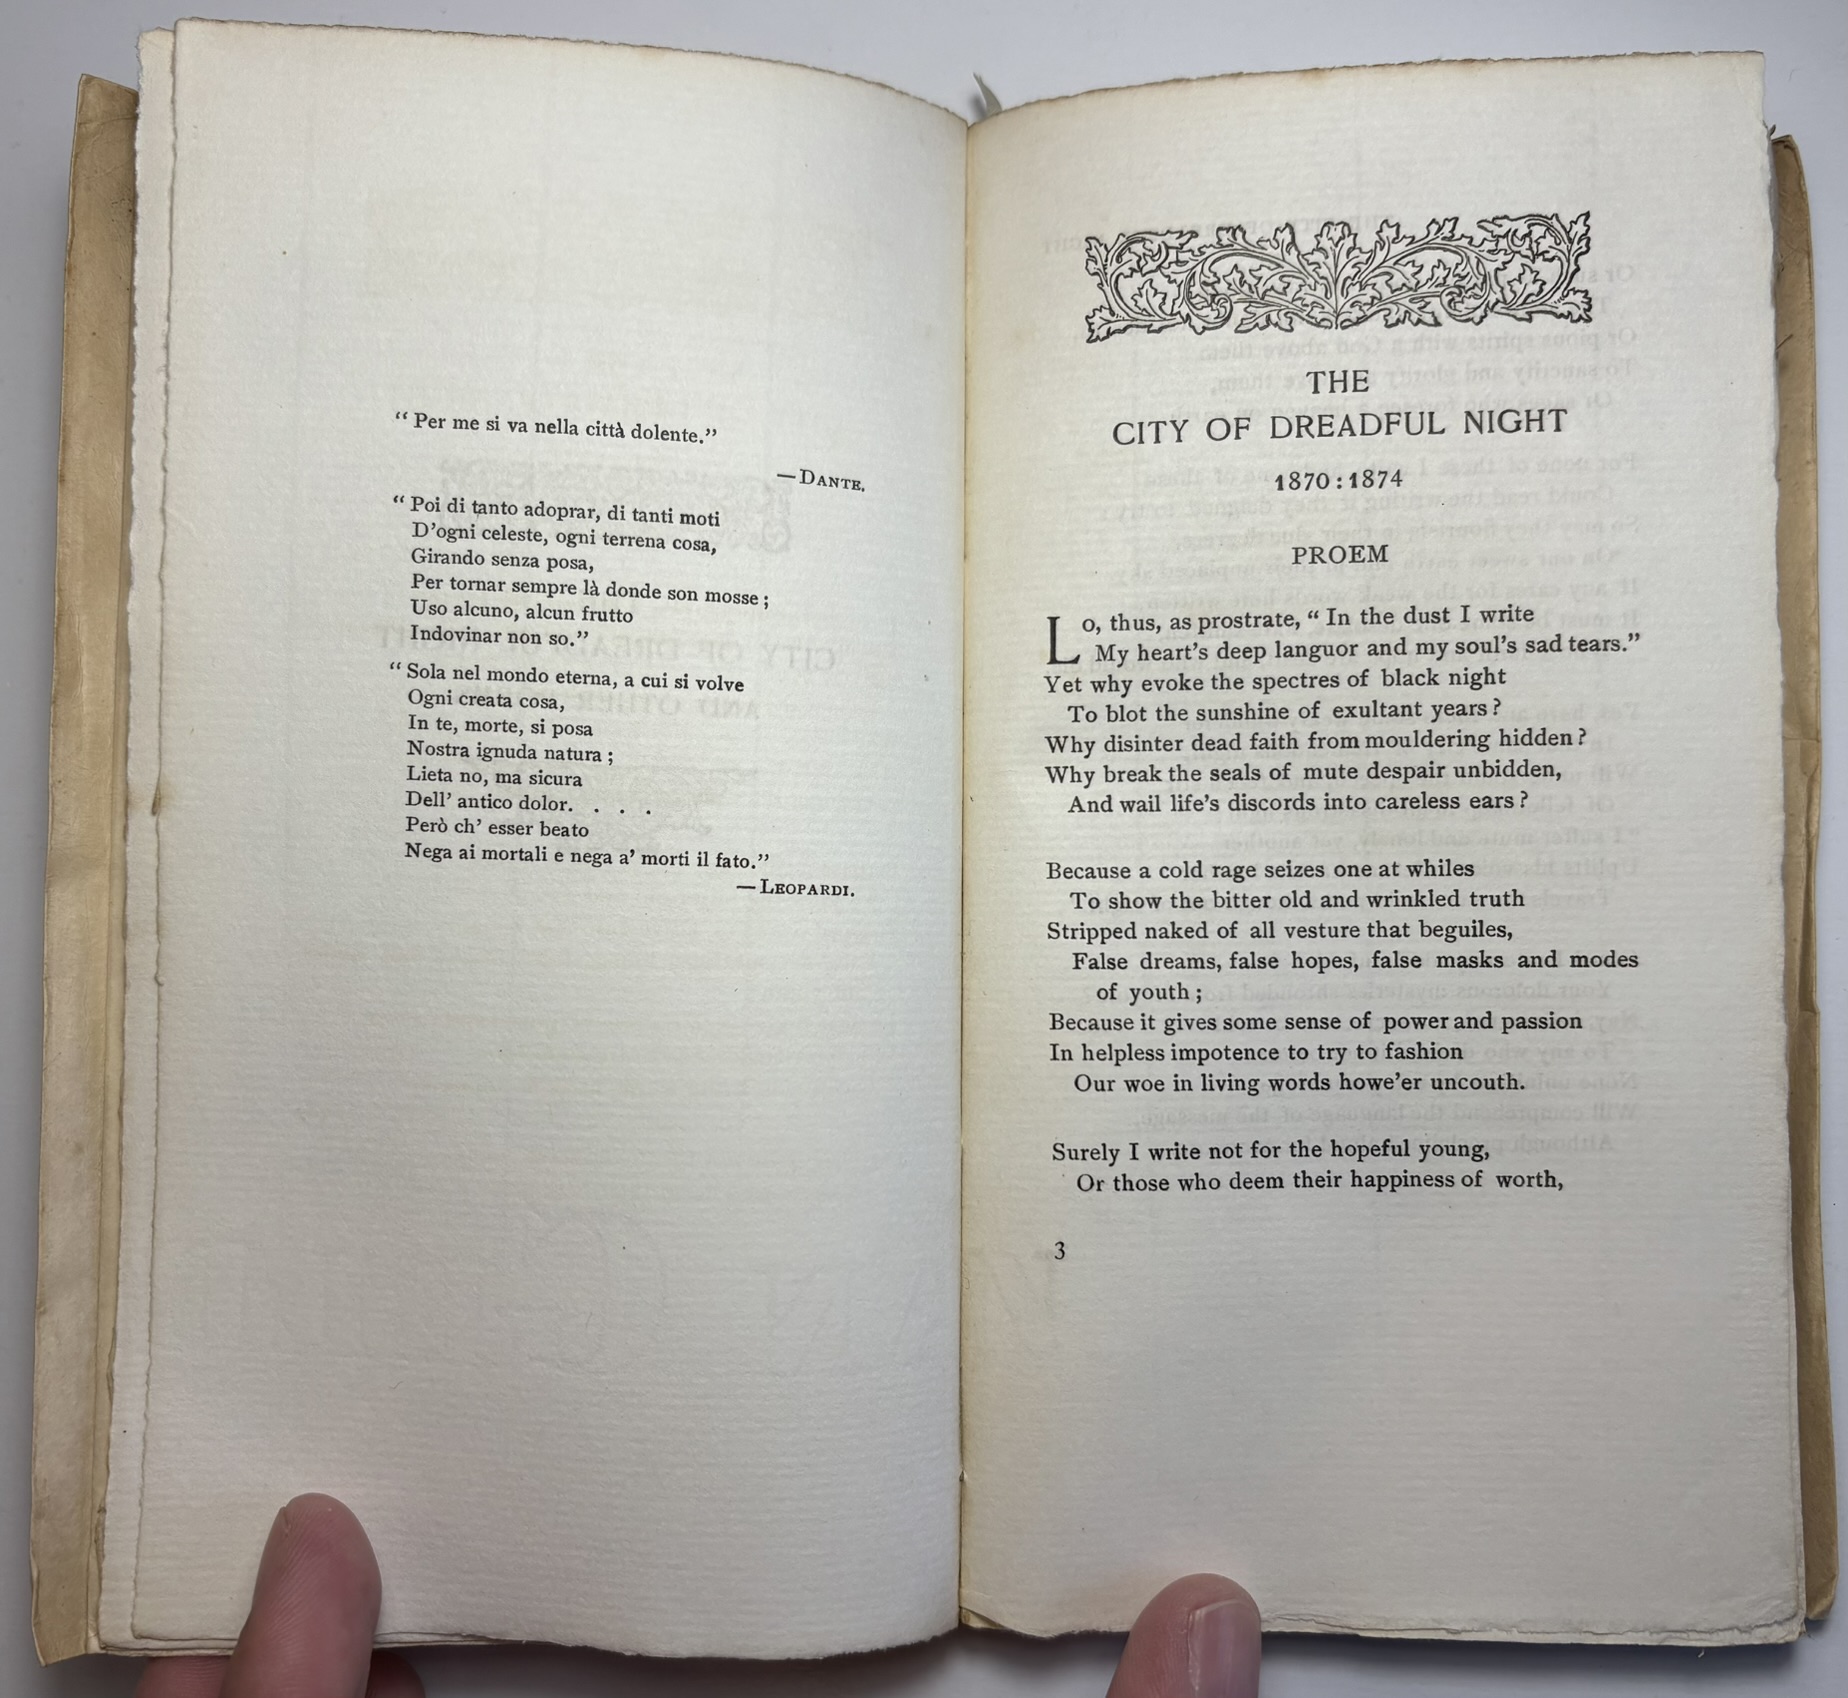 “ Per me si va nella città dolente.”
—DANTE.
“ Poi di tanto adoprar, di tanti moti
D’ogni celeste, ogni terrena cosa,
Girando senza posa,
Per tornar sempre là donde son mosse ;
Uso alcuno, alcun frutto
Indovinar non so.”
“ Sola nel mondo eterna, a cui si volve
Ogni creata cosa,
In te, morte, si posa
Nostra ignuda natura ;
Lieta no, ma sicura
Dell’ antico dolor. . . .
Però ch’ esser beato
Nega ai mortali e nega a’ morti il fato.”
—LEOPARDI.
THE
CITY OF DREADFUL NIGHT
1870 : 1874
PROEM
Lo, thus, as prostrate, “ In the dust I write
My heart’s deep languor and my soul’s sad tears.”
Yet why evoke the spectres of black night
To blot the sunshine of exultant years ?
Why disinter dead faith from mouldering hidden ?
Why break the seals of mute despair unbidden,
And wail life’s discords into careless ears ?
Because a cold rage seizes one at whiles
To show the bitter old and wrinkled truth
Stripped naked of all vesture that beguiles,
False dreams, false hopes, false masks and modes
of youth ;
Because it gives some sense of power and passion
In helpless impotence to try to fashion
Our woe in living words howe’er uncouth.
Surely I write not for the hopeful young,
Or those who deem their happiness of worth,
3